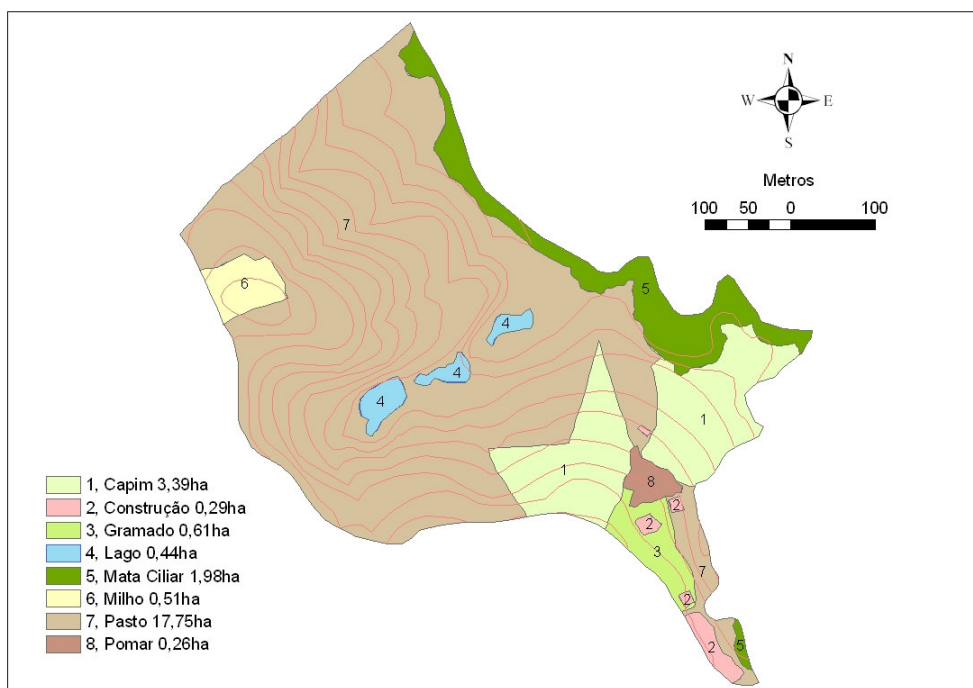 N
W E
S
Metros
100 50 0 100
7
5
6
4
4
4
1
1
8
2
2
3
7
2
2
5
1, Capim 3,39ha
2, Construção 0,29ha
3, Gramado 0,61ha
4, Lago 0,44ha
5, Mata Ciliar 1,98ha
6, Milho 0,51ha
7, Pasto 17,75ha
8, Pomar 0,26ha